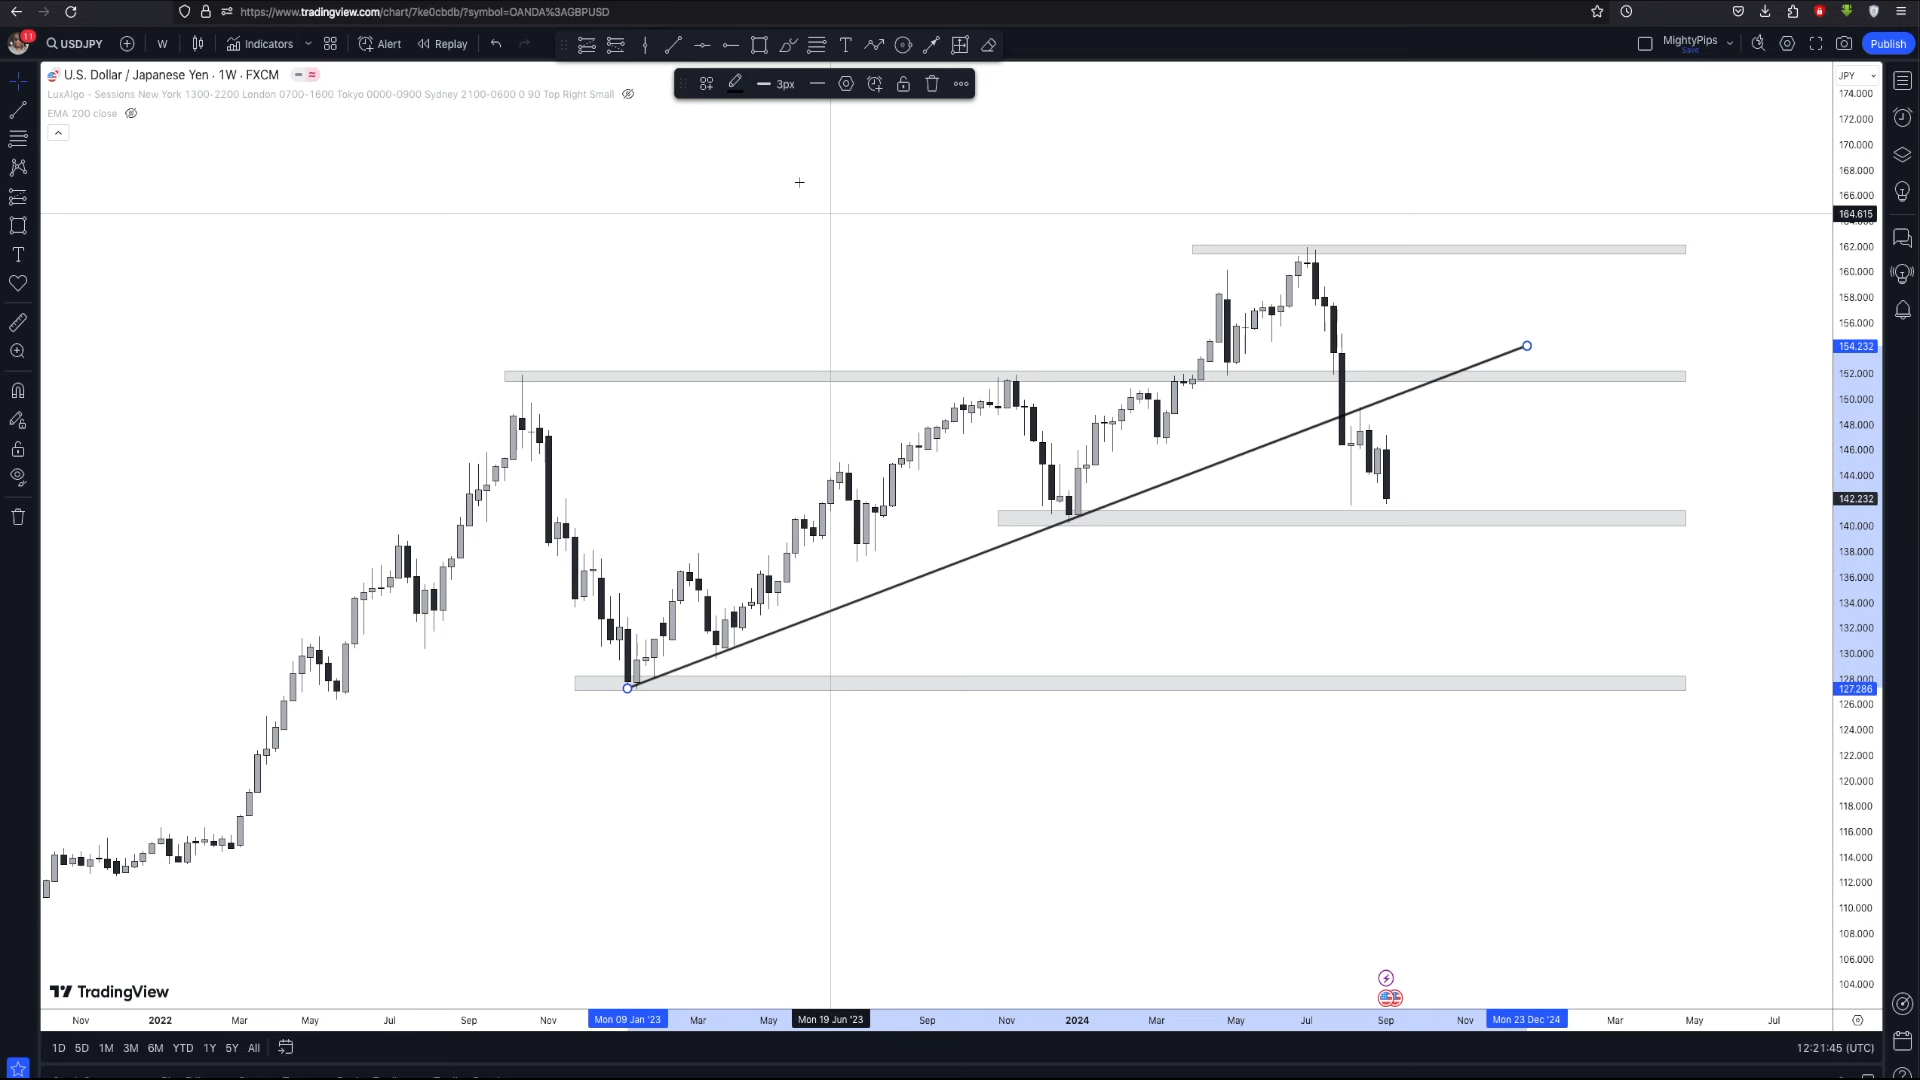 https://www.tradingview.com/chart/7ke0cbdb/?symbol=OANDA%3AGBPUSD
11
USDJPY
W
Indicators
Alert
Replay
MightyPips
Save
Publish
U.S. Dollar / Japanese Yen · 1W · FXCM
3px
LuxAlgo - Sessions New York 1300-2200 London 0700-1600 Tokyo 0000-0900 Sydney 2100-0600 0 90 Top Right Small
EMA 200 close
JPY
174.000
172.000
170.000
168.000
166.000
164.615
162.000
160.000
158.000
156.000
154.232
152.000
150.000
148.000
146.000
144.000
142.232
140.000
138.000
136.000
134.000
132.000
130.000
128.000
127.286
126.000
124.000
122.000
120.000
118.000
116.000
114.000
112.000
110.000
108.000
106.000
104.000
TradingView
Nov 2022 Mar May Jul Sep Nov Mon 09 Jan '23 Mar May Mon 19 Jun '23 Sep Nov 2024 Mar May Jul Sep Nov Mon 23 Dec '24 Mar May Jul
1D 5D 1M 3M 6M YTD 1Y 5Y All
12:21:45 (UTC)